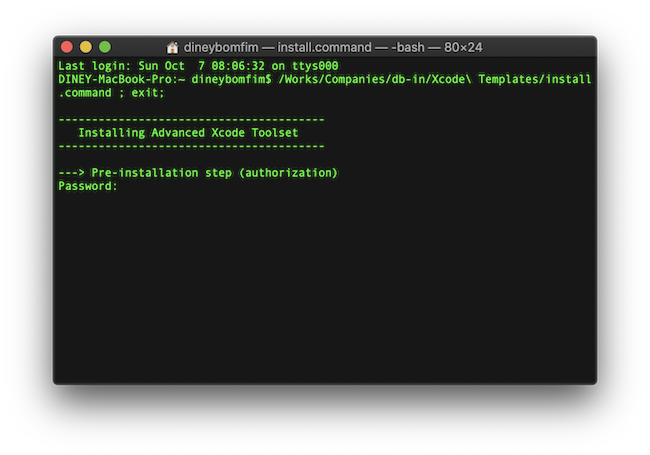 dineybomfim — install.command — -bash — 80×24
Last login: Sun Oct  7 08:06:32 on ttys000
DINEY-MacBook-Pro:~ dineybomfim$ /Works/Companies/db-in/Xcode\ Templates/install
.command ; exit;
----------------------------------------
   Installing Advanced Xcode Toolset
----------------------------------------
---> Pre-installation step (authorization)
Password: